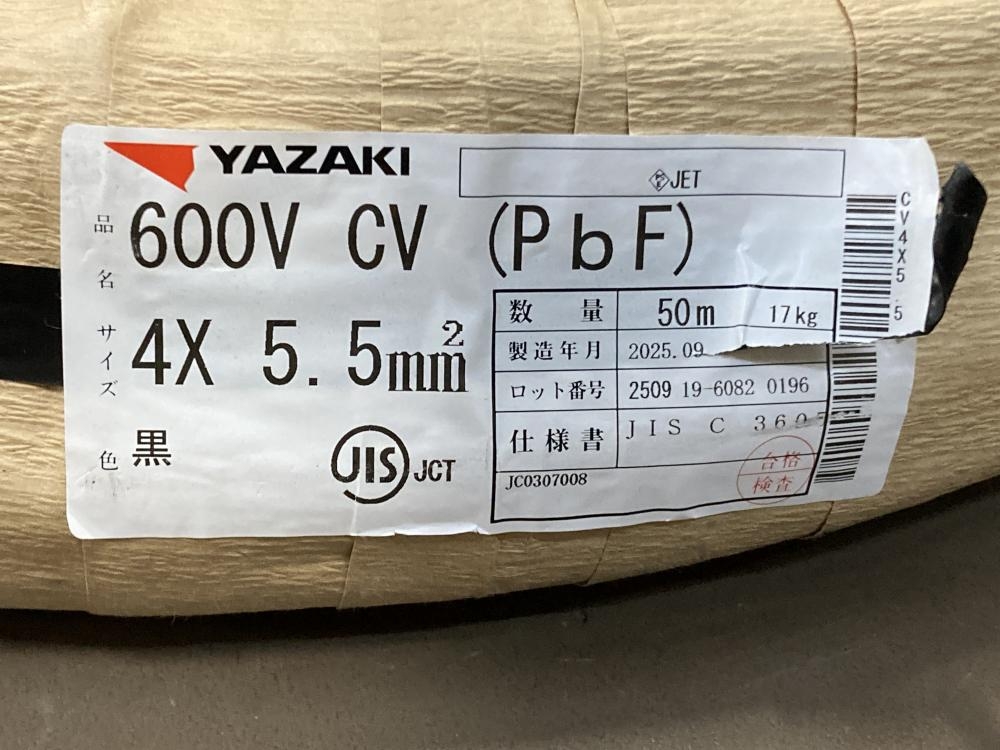 YAZAKI
PSE JET
品名 600V CV (PbF)
サイズ 4X 5.5mm²
色 黒
JIS JCT
数量 50m 17kg
製造年月 2025.09
ロット番号 2509 19-6082 0196
仕様書 JIS C 360
JC0307008
合格
検査
CV4X5.5